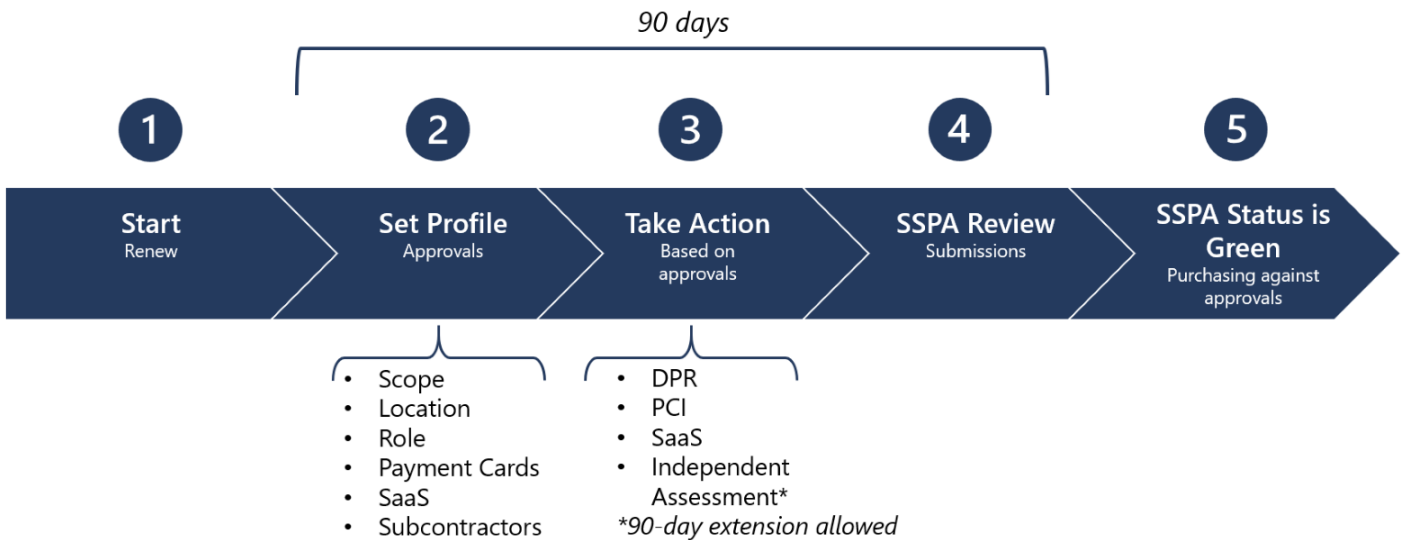 90 days
1
2
3
4
5
Start
Renew
Set Profile
Approvals
Take Action
Based on
approvals
SSPA Review
Submissions
SSPA Status is
Green
Purchasing against
approvals
• Scope
• Location
• Role
• Payment Cards
• SaaS
• Subcontractors
• DPR
• PCI
• SaaS
• Independent
Assessment*
*90-day extension allowed